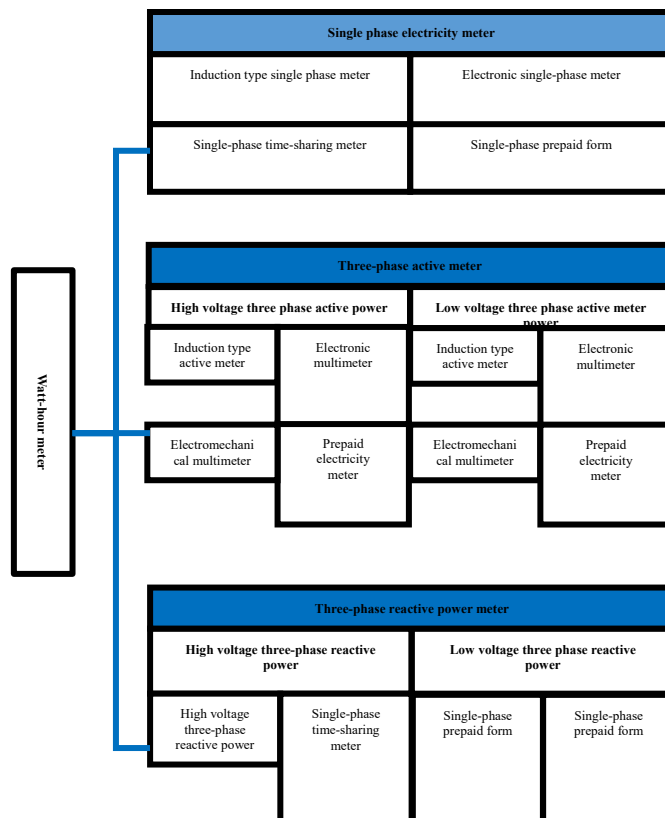 Single phase electricity meter
Induction type single phase meter
Electronic single-phase meter
Single-phase time-sharing meter
Single-phase prepaid form
Watt-hour meter
Three-phase active meter
High voltage three phase active power
Low voltage three phase active meter
power
Induction type
active meter
Electronic
multimeter
Induction type
active meter
Electronic
multimeter
Electromechani
cal multimeter
Prepaid
electricity
meter
Electromechani
cal multimeter
Prepaid
electricity
meter
Three-phase reactive power meter
High voltage three-phase reactive
power
Low voltage three phase reactive
power
High voltage
three-phase
reactive power
Single-phase
time-sharing
meter
Single-phase
prepaid form
Single-phase
prepaid form